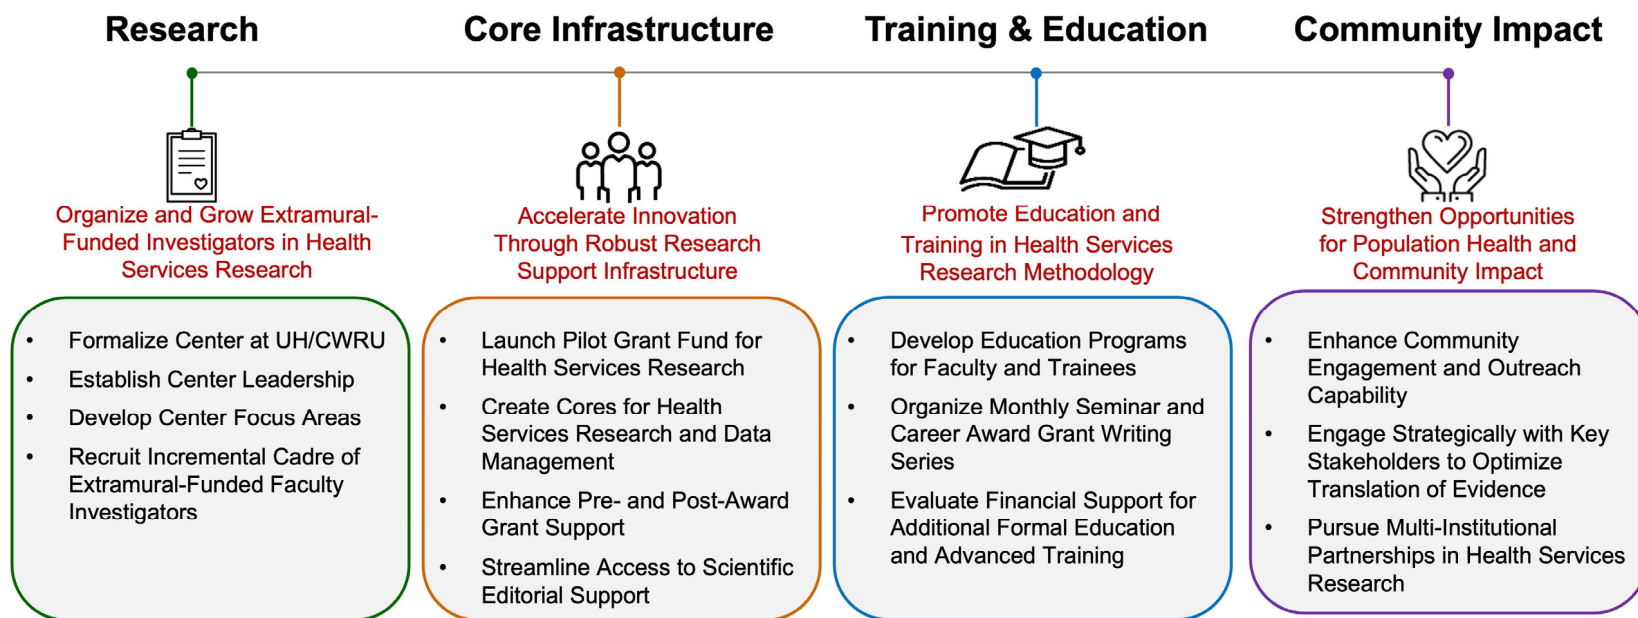 Research
Core Infrastructure
Training & Education
Community Impact
Organize and Grow Extramural-
Funded Investigators in Health
Services Research
Accelerate Innovation
Through Robust Research
Support Infrastructure
Promote Education and
Training in Health Services
Research Methodology
Strengthen Opportunities
for Population Health and
Community Impact
• Formalize Center at UH/CWRU
• Establish Center Leadership
• Develop Center Focus Areas
• Recruit Incremental Cadre of
Extramural-Funded Faculty
Investigators
• Launch Pilot Grant Fund for
Health Services Research
• Create Cores for Health
Services Research and Data
Management
• Enhance Pre- and Post-Award
Grant Support
• Streamline Access to Scientific
Editorial Support
• Develop Education Programs
for Faculty and Trainees
• Organize Monthly Seminar and
Career Award Grant Writing
Series
• Evaluate Financial Support for
Additional Formal Education
and Advanced Training
• Enhance Community
Engagement and Outreach
Capability
• Engage Strategically with Key
Stakeholders to Optimize
Translation of Evidence
• Pursue Multi-Institutional
Partnerships in Health Services
Research